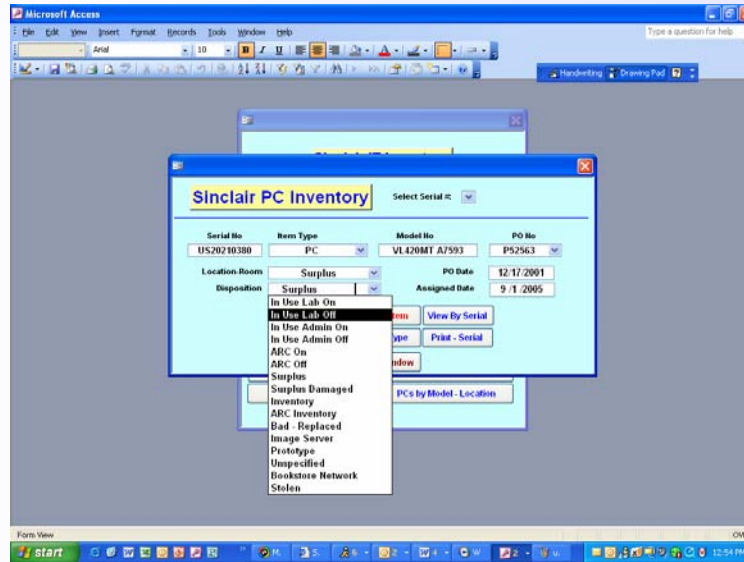 Microsoft Access
File Edit View Insert Format Records Tools Window Help
Type a question for help
Arial 10 B I U
Handwriting Drawing Pad
Sinclair PC Inventory Select Serial #:
Serial No Item Type Model No PO No
US20210380 PC VL420MT A7593 P52563
Location-Room Surplus PO Date 12/17/2001
Disposition Surplus Assigned Date 9 /1 /2005
In Use Lab On
In Use Lab Off
In Use Admin On
In Use Admin Off
ARC On
ARC Off
Surplus
Surplus Damaged
Inventory
ARC Inventory
Bad - Replaced
Image Server
Prototype
Unspecified
Bookstore Network
Stolen
View By Serial
Print - Serial
PCs by Model - Location
Form View
start
12:54 PM